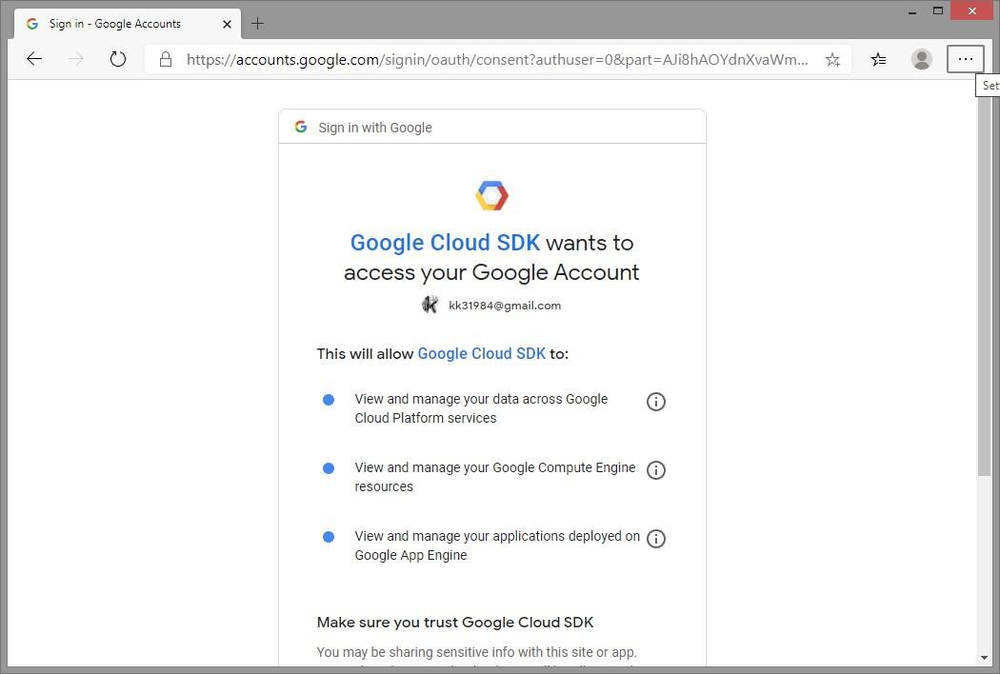 Sign in - Google Accounts
https://accounts.google.com/signin/oauth/consent?authuser=0&part=AJi8hAOYdnXvaWm...
Set
Sign in with Google
Google Cloud SDK wants to
access your Google Account
kk31984@gmail.com
This will allow Google Cloud SDK to:
View and manage your data across Google
Cloud Platform services
View and manage your Google Compute Engine
resources
View and manage your applications deployed on
Google App Engine
Make sure you trust Google Cloud SDK
You may be sharing sensitive info with this site or app.